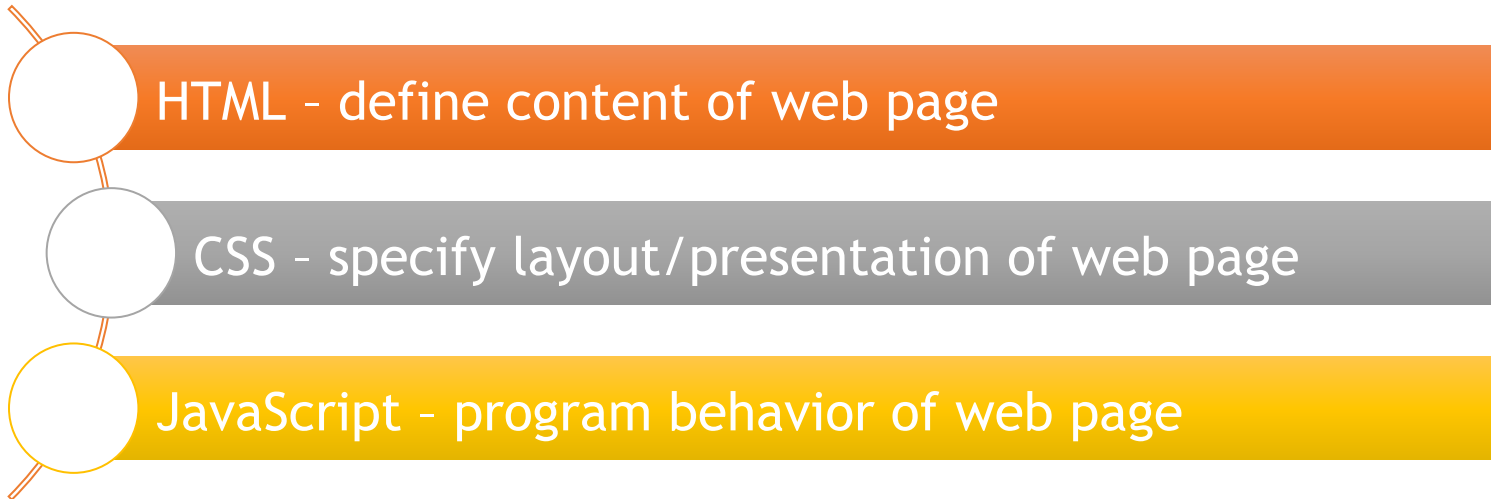 HTML – define content of web page
CSS – specify layout/presentation of web page
JavaScript – program behavior of web page